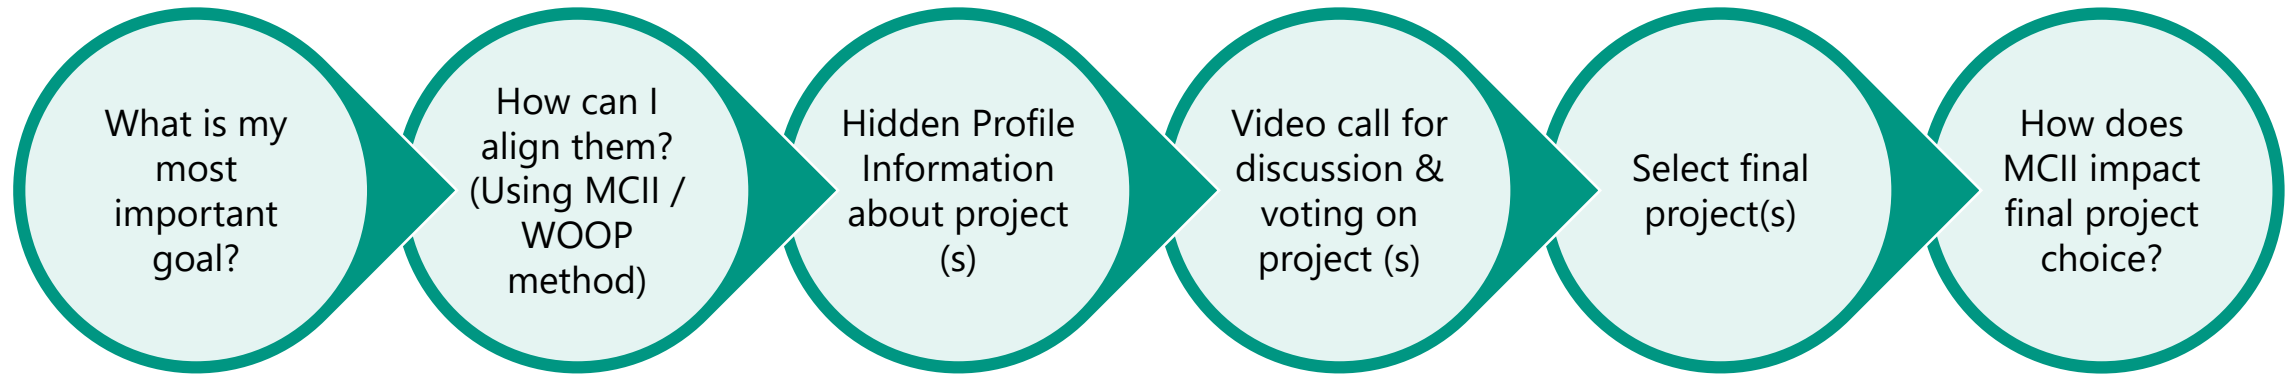 What is my
most
important
goal?
How can I
align them?
(Using MCII /
WOOP
method)
Hidden Profile
Information
about project
(s)
Video call for
discussion &
voting on
project (s)
Select final
project(s)
How does
MCII impact
final project
choice?